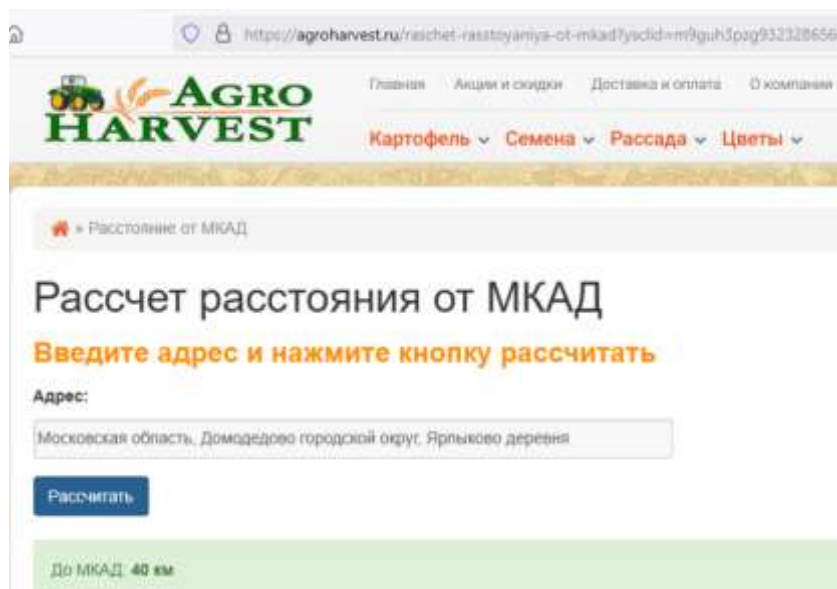 https://agroharvest.ru/raschet-rasstoyaniya-ot-mkad?ysclid=m9guh3pzg932328656
AGRO
HARVEST
Главная Акции и скидки Доставка и оплата О компании
Картофель Семена Рассада Цветы
» Расстояние от МКАД
Рассчет расстояния от МКАД
Введите адрес и нажмите кнопку рассчитать
Адрес:
Московская область, Домодедово городской округ, Ярлыково деревня
Рассчитать
До МКАД: 40 км